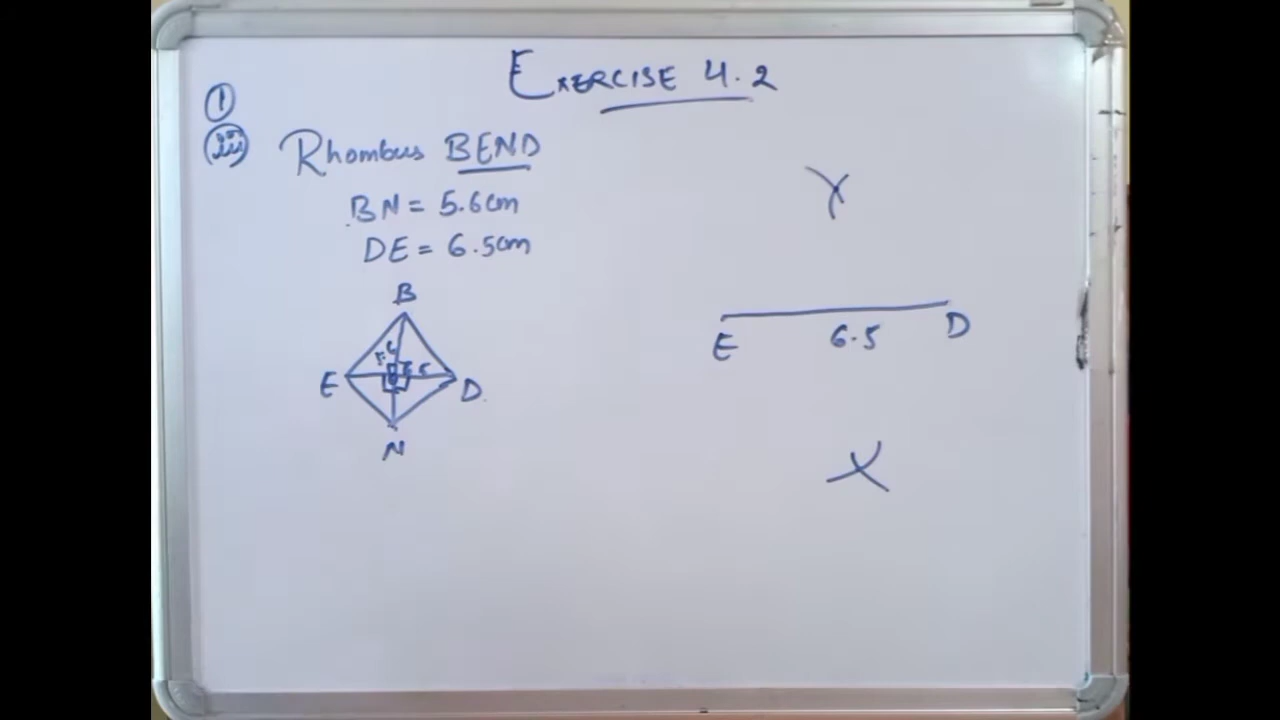 EXERCISE 4.2
1
iii
Rhombus BEND
BN = 5.6cm
DE = 6.5cm
B
E
D
N
E
6.5
D